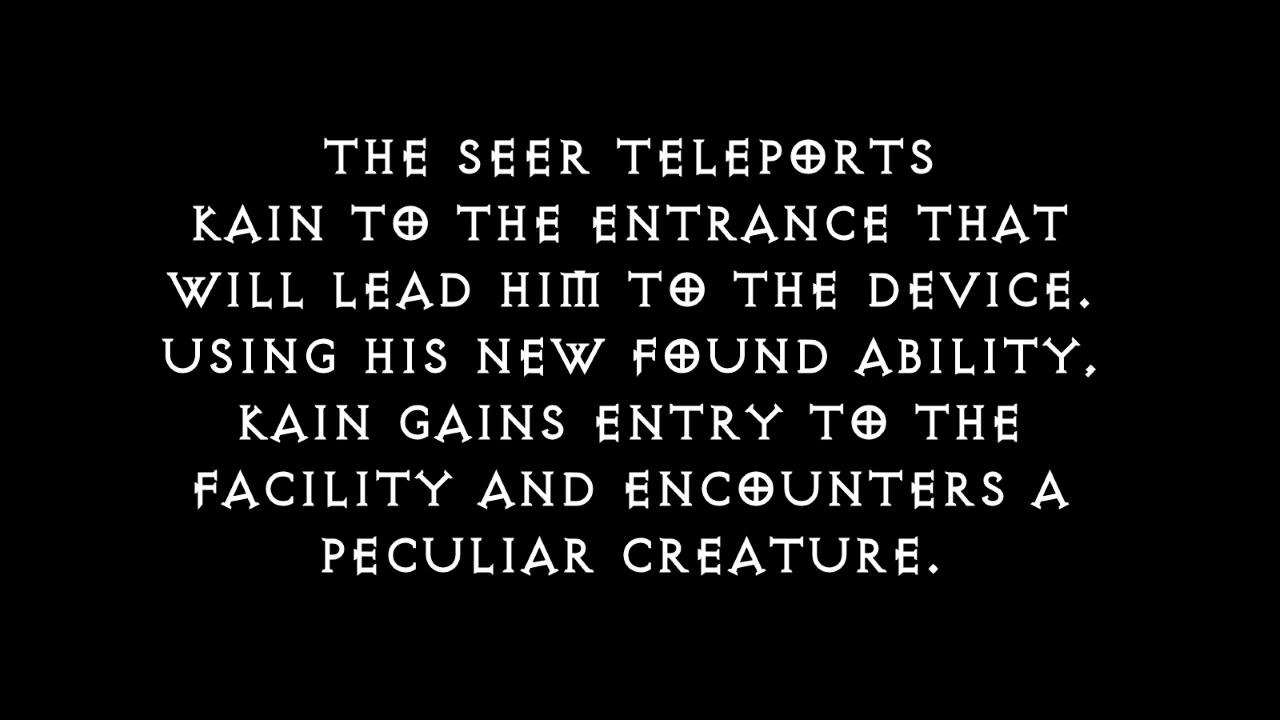 THE SEER TELEPORTS
KAIN TO THE ENTRANCE THAT
WILL LEAD HIM TO THE DEVICE.
USING HIS NEW FOUND ABILITY,
KAIN GAINS ENTRY TO THE
FACILITY AND ENCOUNTERS A
PECULIAR CREATURE.